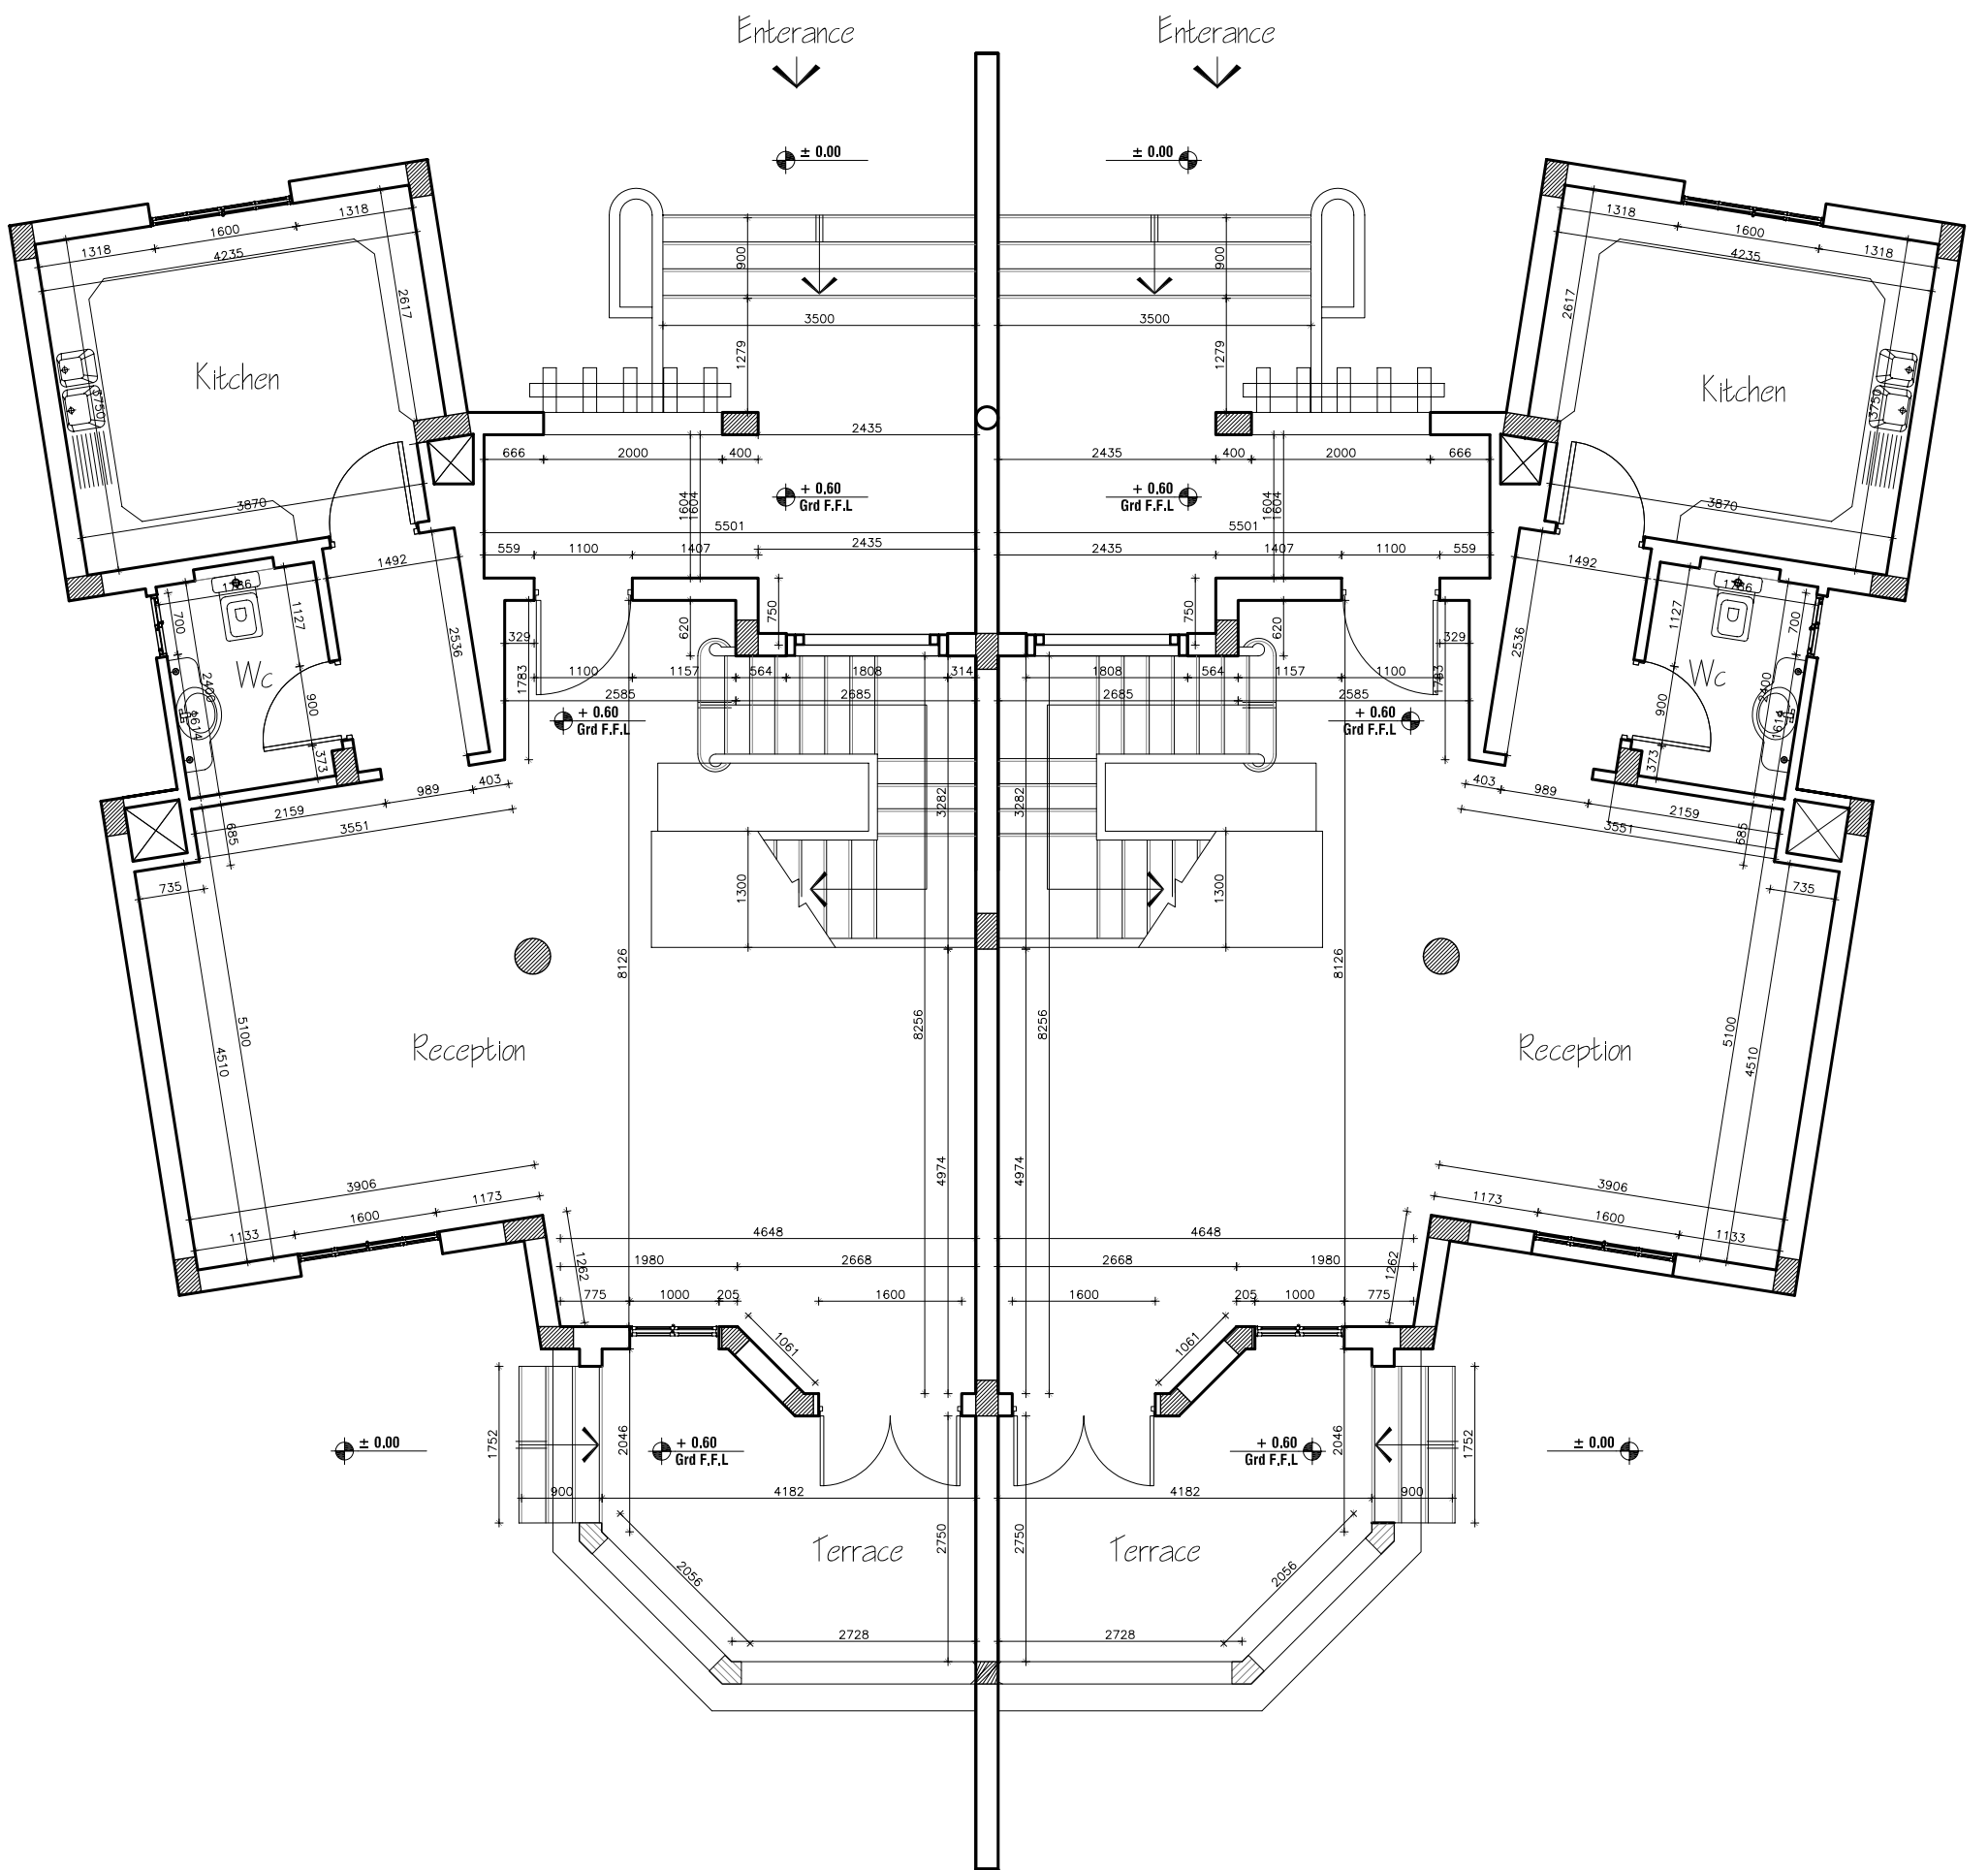 Enterance Enterance
± 0.00 ± 0.00
1318 1600 1318 4235 2617
900 3500 1279
900 3500 1279
1318 1600 1318 4235 2617
Kitchen Kitchen
3750 3750
3870 3870
666 2000 400 2435
2435 400 2000 666
+ 0.60 + 0.60
Grd F.F.L Grd F.F.L
1604 1604 1604 1604
5501 5501
559 1100 1407 2435
2435 1407 1100 559
1492 1786 1492 1786
700 1127 2536 750 620 329
750 620 329 2536 1127 700
Wc Wc
2400 2614 900 373 1783
1783 900 373 2400
1100 1157 564 1808 314
1808 564 1157 1100
2585 2685 2685 2585
+ 0.60 + 0.60
Grd F.F.L Grd F.F.L
2159 989 403 403 989 2159
3551 685 3551 685
3282 3282
735 1300 1300 735
8126 8256 8256 8126
Reception Reception
5100 4510 5100 4510
4974 4974
3906 3906
1133 1600 1173 1173 1600 1133
1262 4648 4648 1262
1980 2668 2668 1980
775 1000 205 1600 1600 205 1000 775
1061 1061
± 0.00 + 0.60 + 0.60 ± 0.00
Grd F.F.L Grd F.F.L
1752 2046 2046 1752
900 4182 4182 900
2750 2750
Terrace Terrace
2056 2056
2728 2728